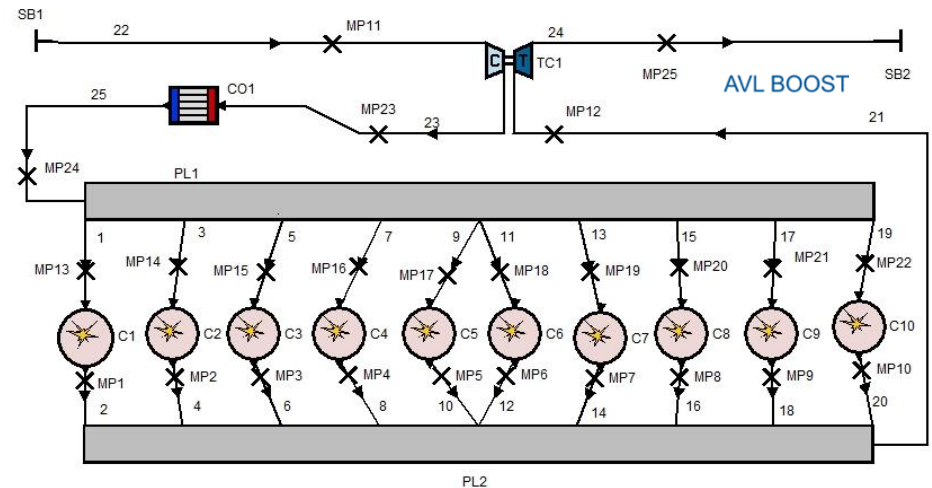 SB1
22
MP11
24
C
T
TC1
MP25
SB2
AVL BOOST
25
CO1
MP23
23
MP12
21
MP24
PL1
1
3
5
7
9
11
13
15
17
19
MP13
MP14
MP15
MP16
MP17
MP18
MP19
MP20
MP21
MP22
C1
C2
C3
C4
C5
C6
C7
C8
C9
C10
MP1
MP2
MP3
MP4
MP5
MP6
MP7
MP8
MP9
MP10
2
4
6
8
10
12
14
16
18
20
PL2